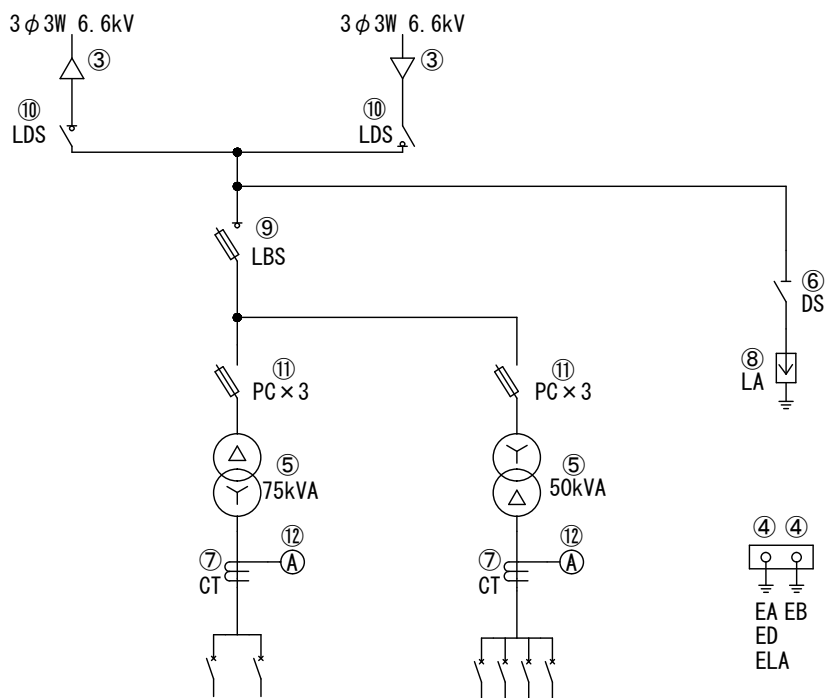 3φ3W 6.6kV
3φ3W 6.6kV
③
③
⑩
LDS
⑩
LDS
⑨
LBS
⑥
DS
⑧
LA
⑪
PC×3
⑪
PC×3
⑤
75kVA
⑤
50kVA
⑦
CT
⑫
A
⑦
CT
⑫
A
④ ④
EA EB
ED
ELA